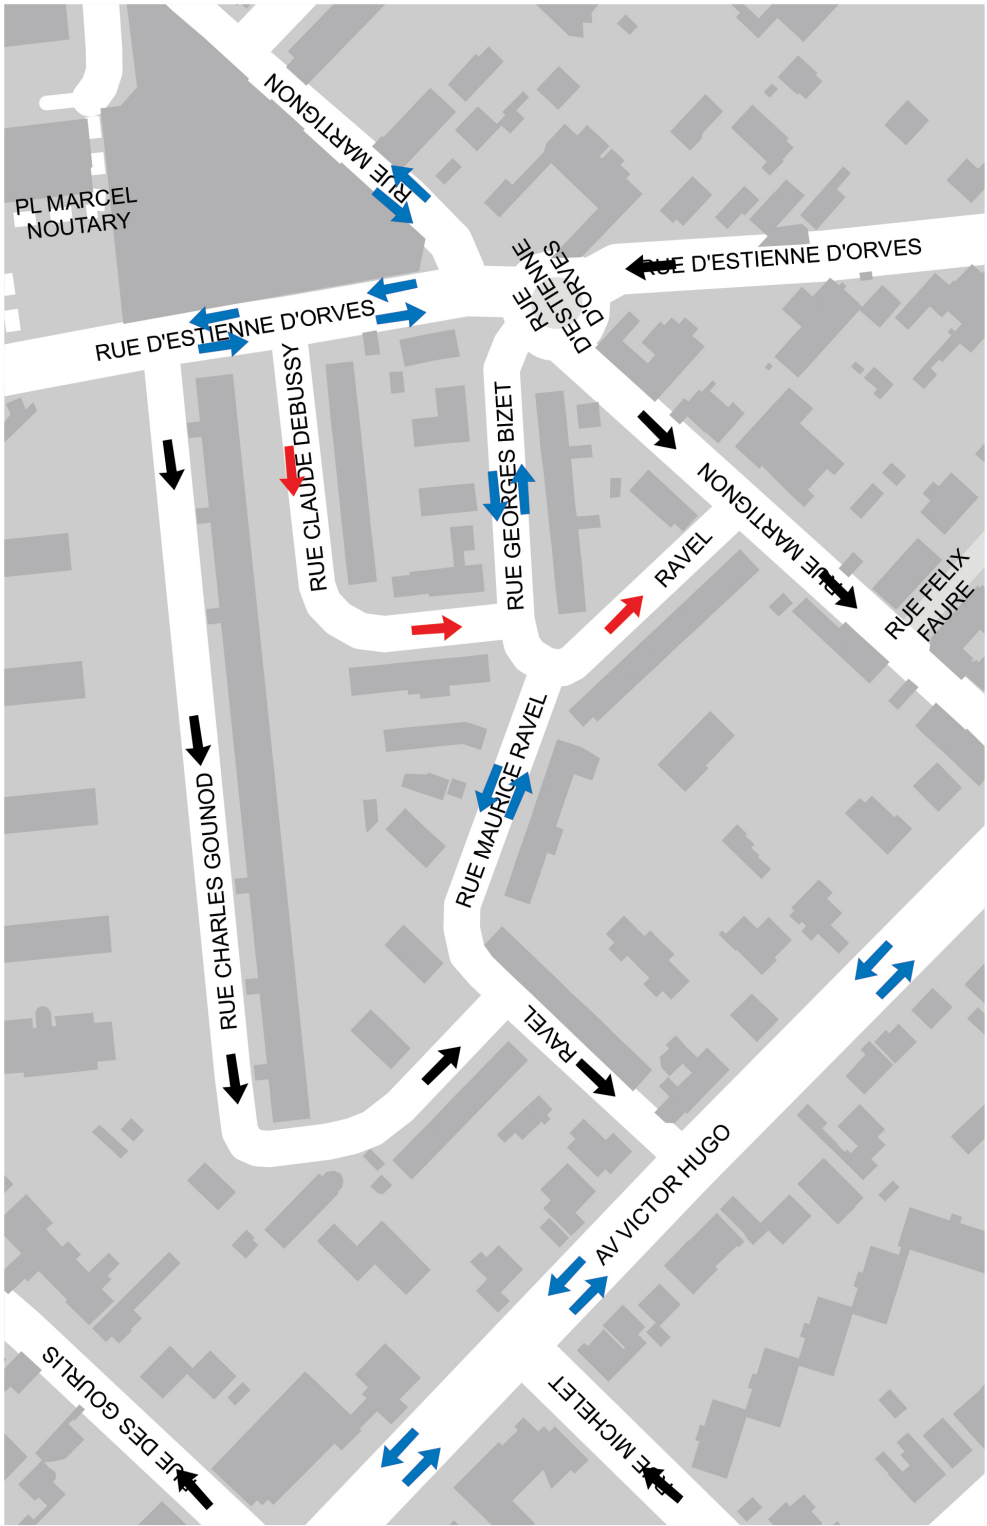 RUE MARTIGNON
PL MARCEL
NOUTARY
RUE
D'ESTIENNE
D'ORVES
RUE D'ESTIENNE D'ORVES
RUE D'ESTIENNE D'ORVES
RUE CLAUDE DEBUSSY
RUE GEORGES BIZET
RUE MARTIGNON
RAVEL
RUE FELIX
FAURE
RUE MAURICE RAVEL
RUE CHARLES GOUNOD
RAVEL
AV VICTOR HUGO
RUE DES GOURLIS
RUE MICHELET